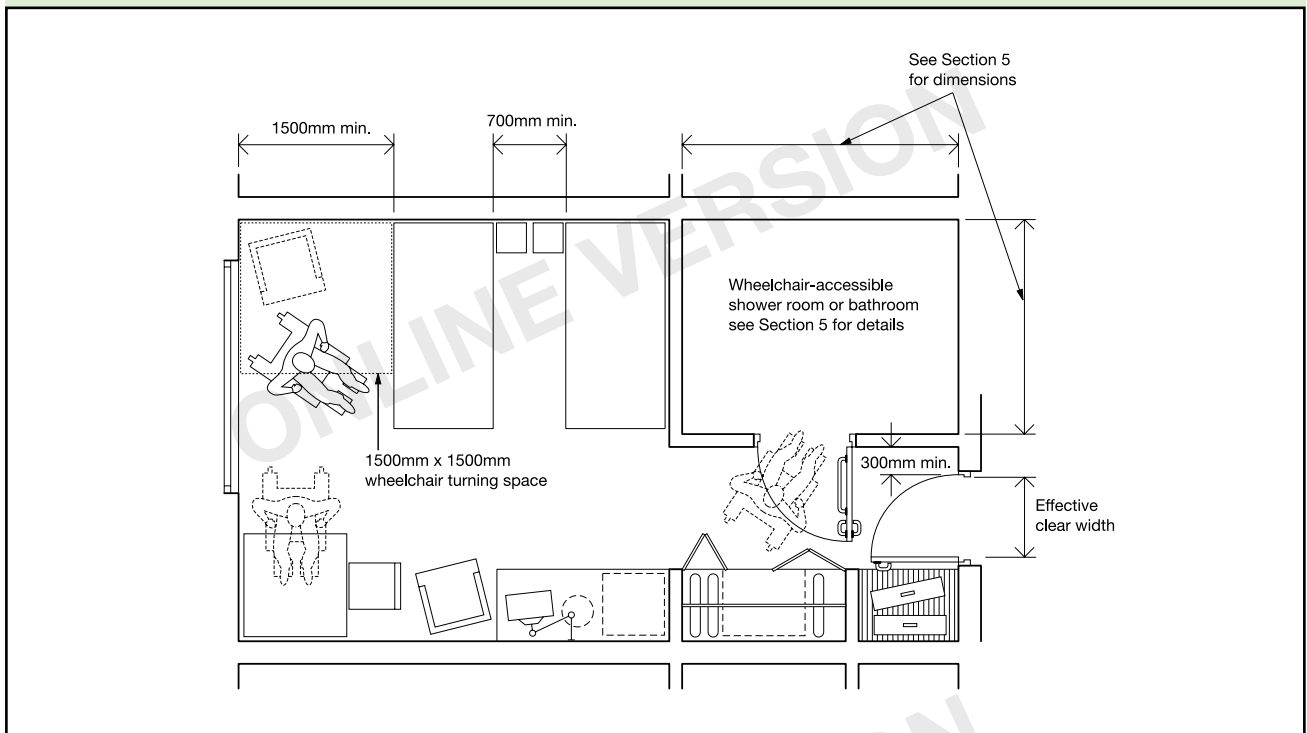 See Section 5
for dimensions
1500mm min.
700mm min.
ONLINE VERSION
Wheelchair-accessible
shower room or bathroom
see Section 5 for details
1500mm x 1500mm
wheelchair turning space
300mm min.
Effective
clear width